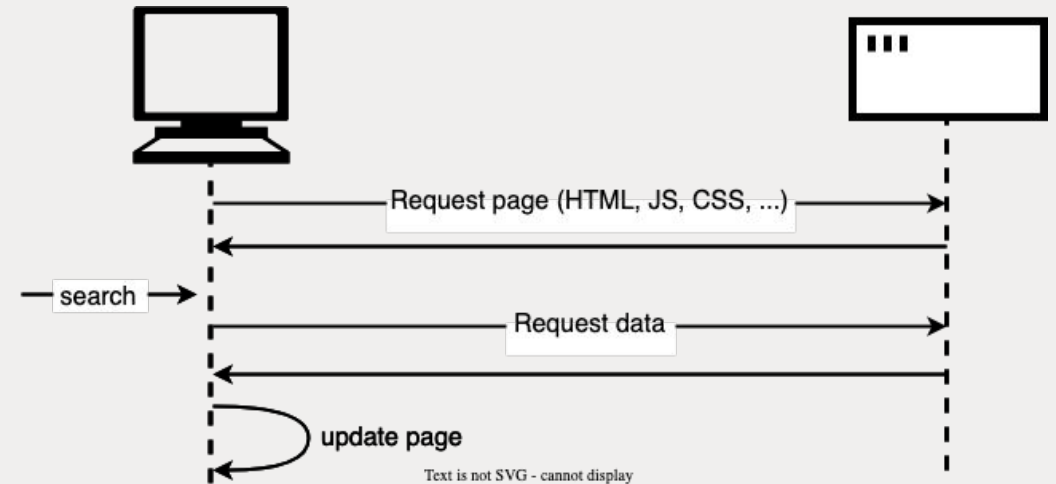 Request page (HTML, JS, CSS, ...)
search
Request data
update page
Text is not SVG - cannot display